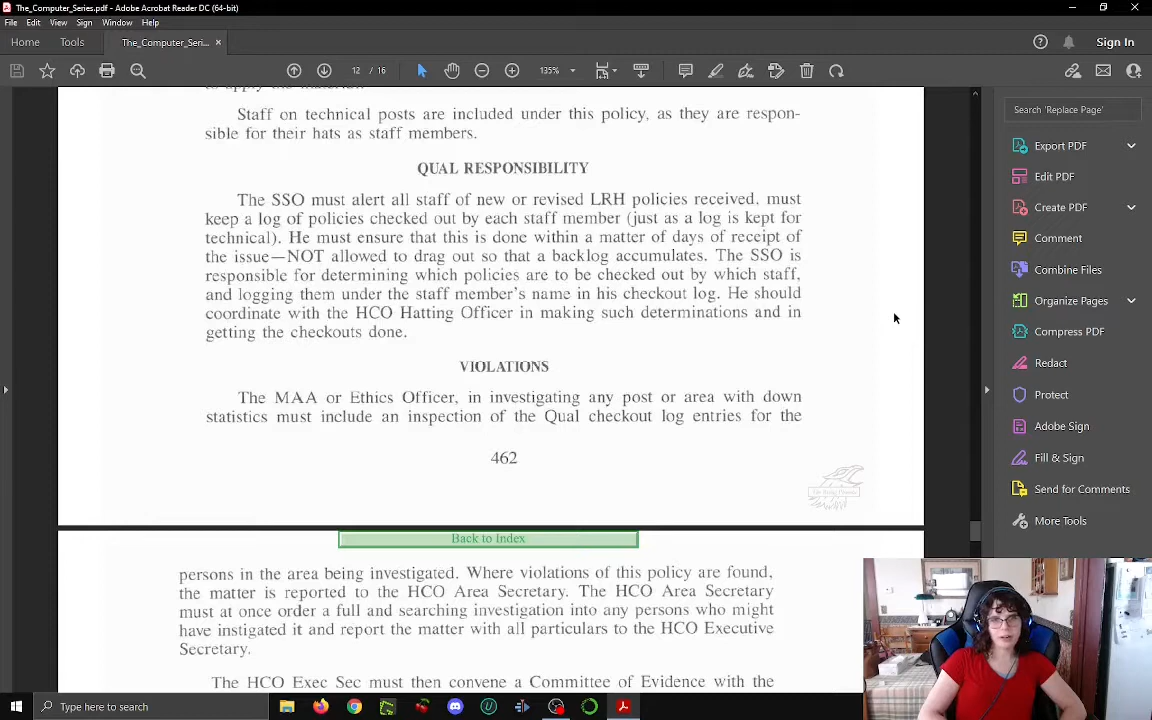 The_Computer_Series.pdf - Adobe Acrobat Reader DC (64-bit)
File Edit View Sign Window Help
Home Tools The_Computer_Seri... × Sign In
12 / 16 135%
to apply the material.
Staff on technical posts are included under this policy, as they are respon-
sible for their hats as staff members.
QUAL RESPONSIBILITY
The SSO must alert all staff of new or revised LRH policies received, must
keep a log of policies checked out by each staff member (just as a log is kept for
technical). He must ensure that this is done within a matter of days of receipt of
the issue—NOT allowed to drag out so that a backlog accumulates. The SSO is
responsible for determining which policies are to be checked out by which staff,
and logging them under the staff member's name in his checkout log. He should
coordinate with the HCO Hatting Officer in making such determinations and in
getting the checkouts done.
VIOLATIONS
The MAA or Ethics Officer, in investigating any post or area with down
statistics must include an inspection of the Qual checkout log entries for the
462
Back to Index
persons in the area being investigated. Where violations of this policy are found,
the matter is reported to the HCO Area Secretary. The HCO Area Secretary
must at once order a full and searching investigation into any persons who might
have instigated it and report the matter with all particulars to the HCO Executive
Secretary.
The HCO Exec Sec must then convene a Committee of Evidence with the
Search 'Replace Page'
Export PDF
Edit PDF
Create PDF
Comment
Combine Files
Organize Pages
Compress PDF
Redact
Protect
Adobe Sign
Fill & Sign
Send for Comments
More Tools
Type here to search